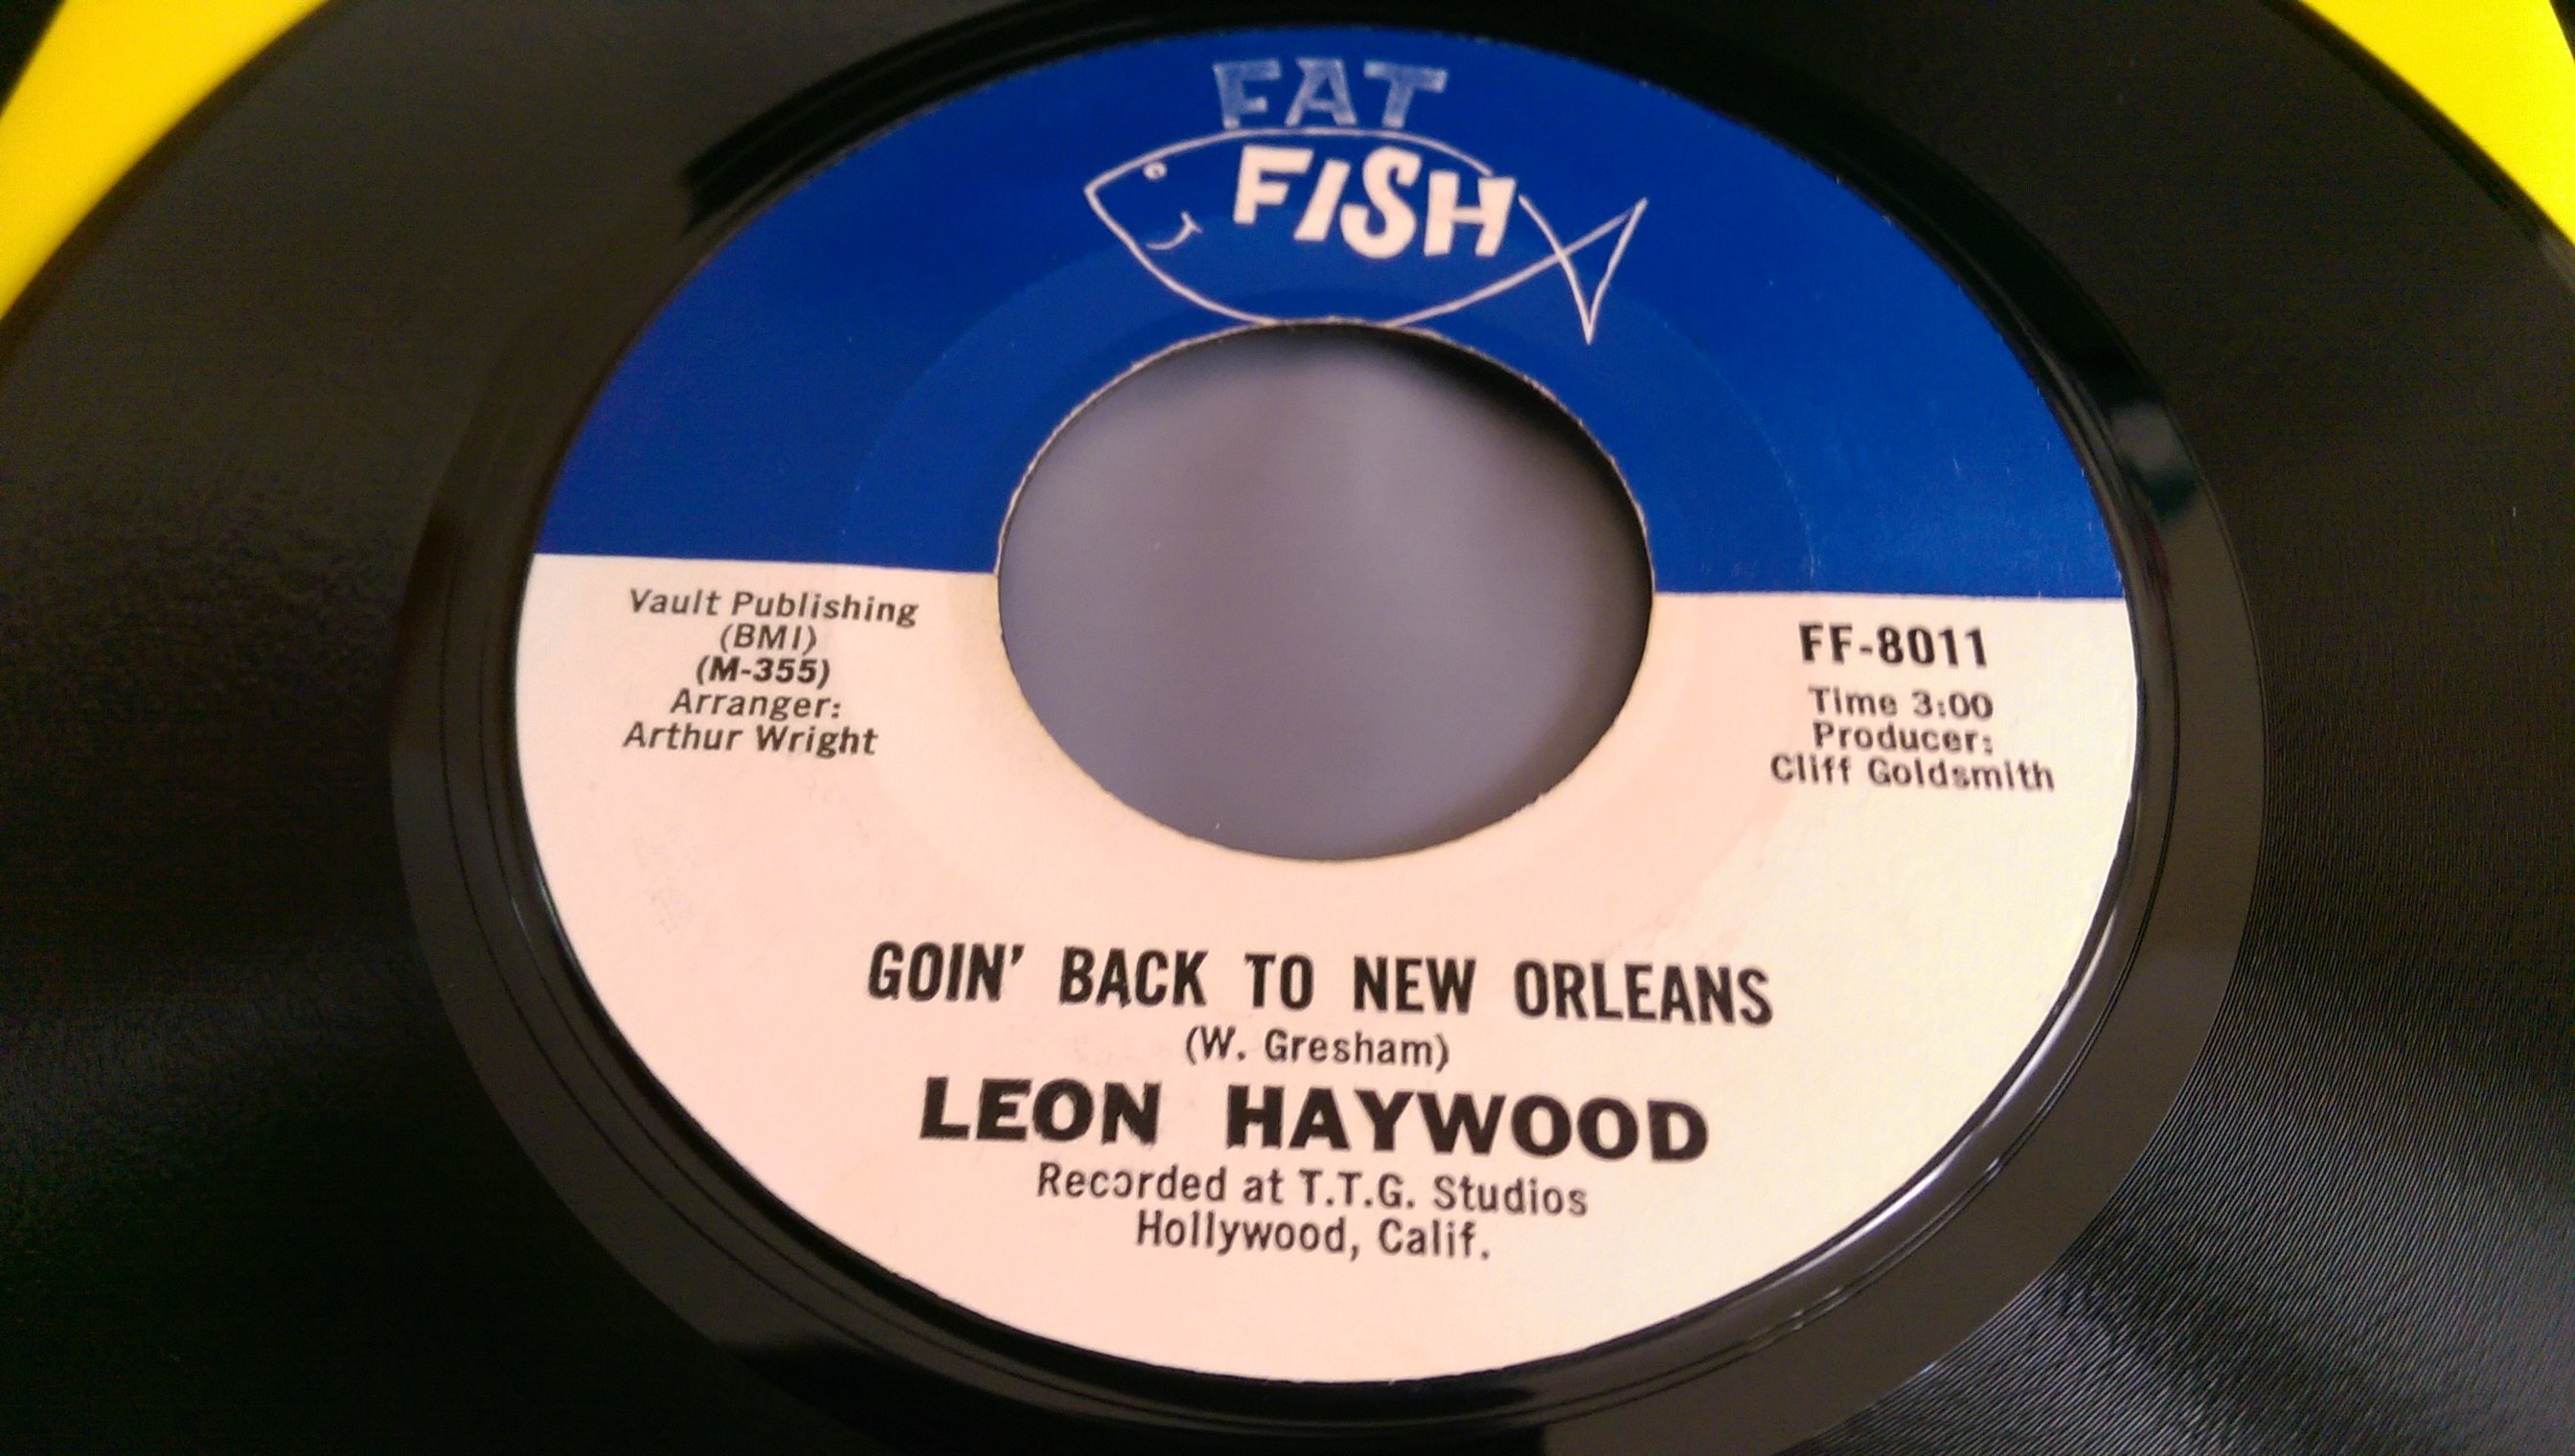 FAT
FISH
Vault Publishing
(BMI)
(M-355)
Arranger:
Arthur Wright
FF-8011
Time 3:00
Producer:
Cliff Goldsmith
GOIN' BACK TO NEW ORLEANS
(W. Gresham)
LEON HAYWOOD
Recorded at T.T.G. Studios
Hollywood, Calif.